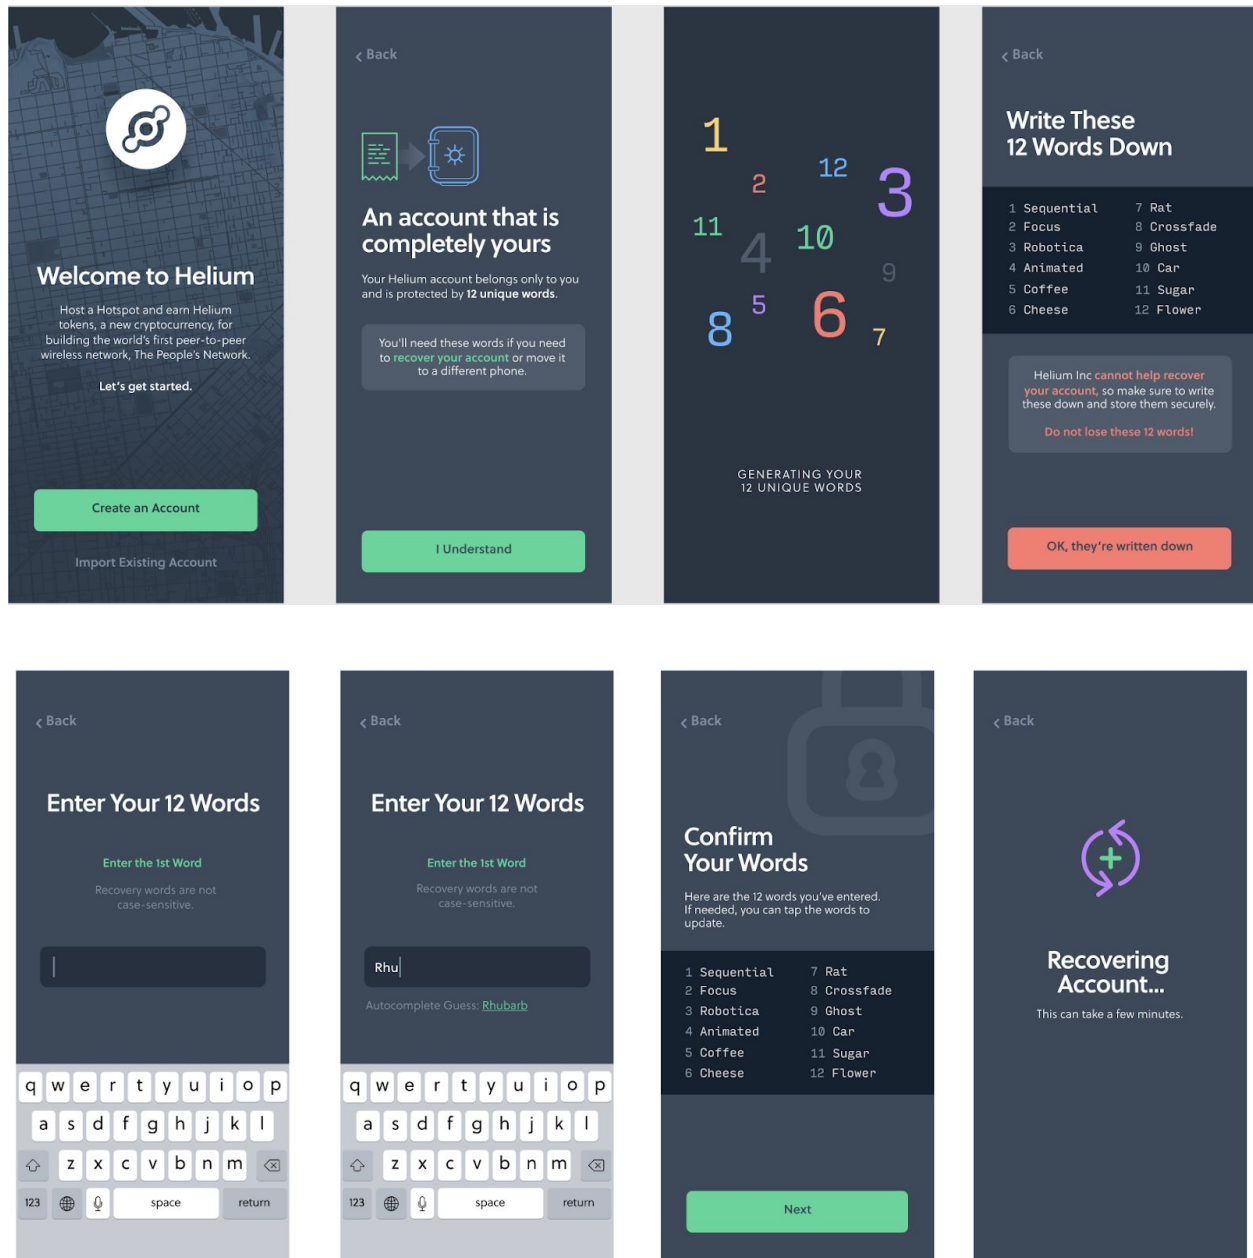 Welcome to Helium
Host a Hotspot and earn Helium
tokens, a new cryptocurrency, for
building the world's first peer-to-peer
wireless network, The People's Network.
Let's get started.
Create an Account
Import Existing Account
Back
An account that is
completely yours
Your Helium account belongs only to you
and is protected by 12 unique words.
You'll need these words if you need
to recover your account or move it
to a different phone.
I Understand
1
2
12
3
11
4
10
9
5
8
6
7
GENERATING YOUR
12 UNIQUE WORDS
Back
Write These
12 Words Down
1 Sequential
2 Focus
3 Robotica
4 Animated
5 Coffee
6 Cheese
7 Rat
8 Crossfade
9 Ghost
10 Car
11 Sugar
12 Flower
Helium Inc cannot help recover
your account, so make sure to write
these down and store them securely.
Do not lose these 12 words!
OK, they're written down
Back
Enter Your 12 Words
Enter the 1st Word
Recovery words are not
case-sensitive.
q w e r t y u i o p
a s d f g h j k l
z x c v b n m
123 space return
Back
Enter Your 12 Words
Enter the 1st Word
Recovery words are not
case-sensitive.
Rhu
Autocomplete Guess: Rhubarb
q w e r t y u i o p
a s d f g h j k l
z x c v b n m
123 space return
Back
Confirm
Your Words
Here are the 12 words you've entered.
If needed, you can tap the words to
update.
1 Sequential
2 Focus
3 Robotica
4 Animated
5 Coffee
6 Cheese
7 Rat
8 Crossfade
9 Ghost
10 Car
11 Sugar
12 Flower
Next
Back
Recovering
Account...
This can take a few minutes.